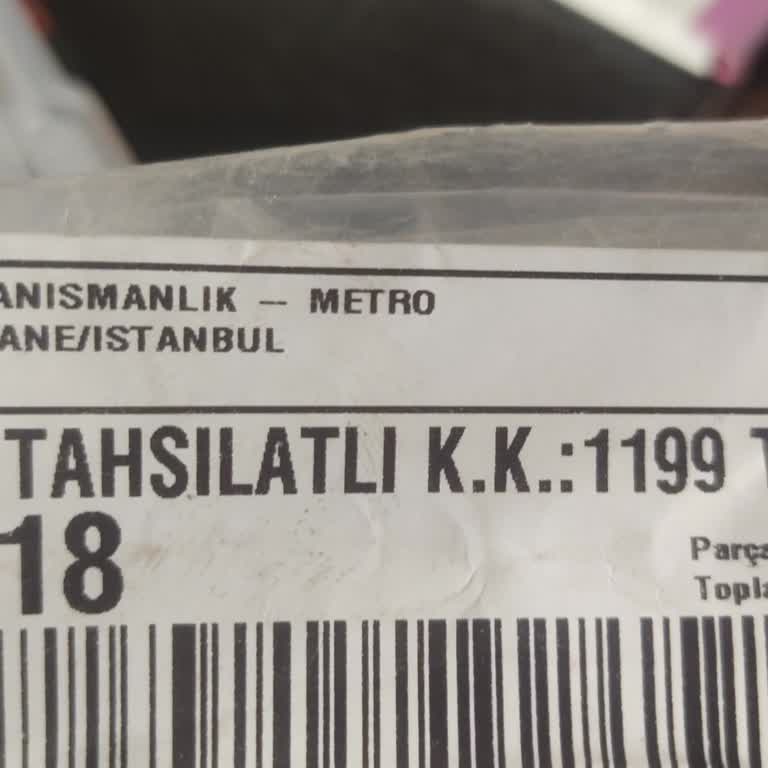 ANISMANLIK – METRO
ANE/ISTANBUL
TAHSILATLI K.K.:1199 T
18
Parça
Topla